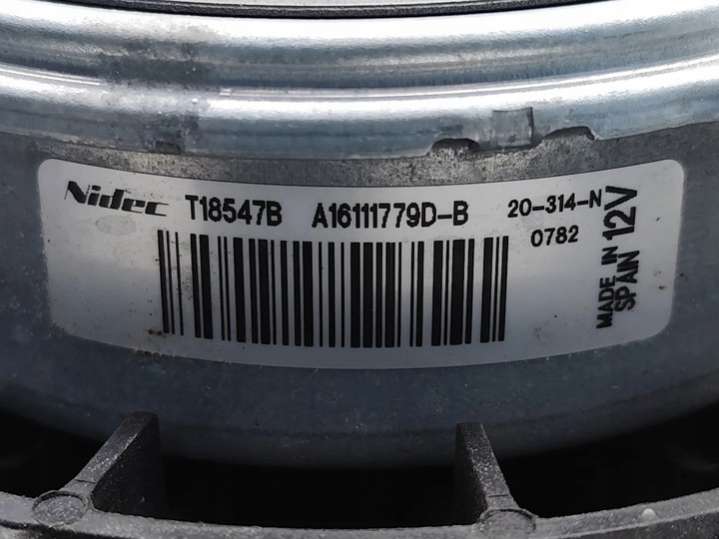 Nidec T18547B A16111779D-B 20-314-N
0782
MADE IN
SPAIN 12V